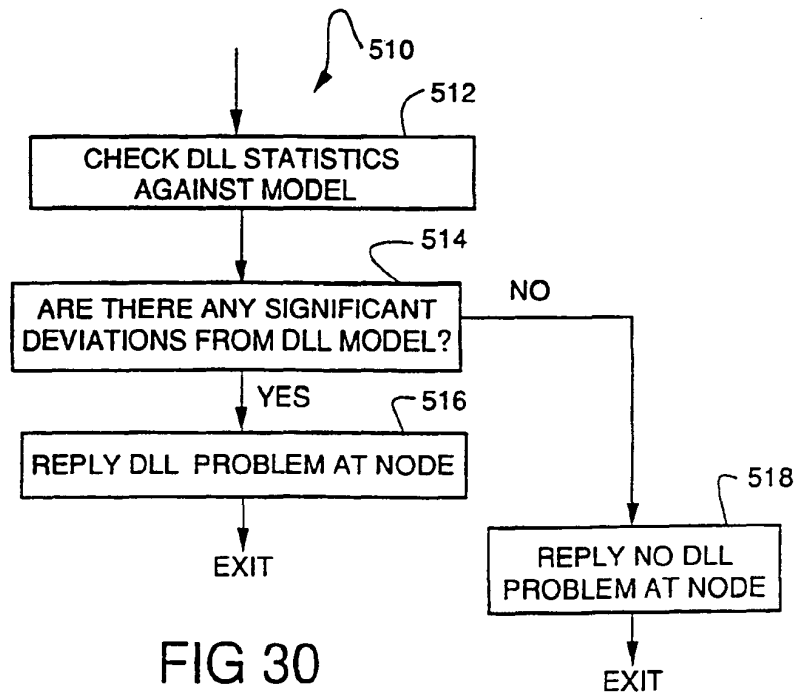 510
512
CHECK DLL STATISTICS
AGAINST MODEL
514
ARE THERE ANY SIGNIFICANT
DEVIATIONS FROM DLL MODEL?
NO
YES
516
REPLY DLL PROBLEM AT NODE
518
EXIT
REPLY NO DLL
PROBLEM AT NODE
FIG 30
EXIT